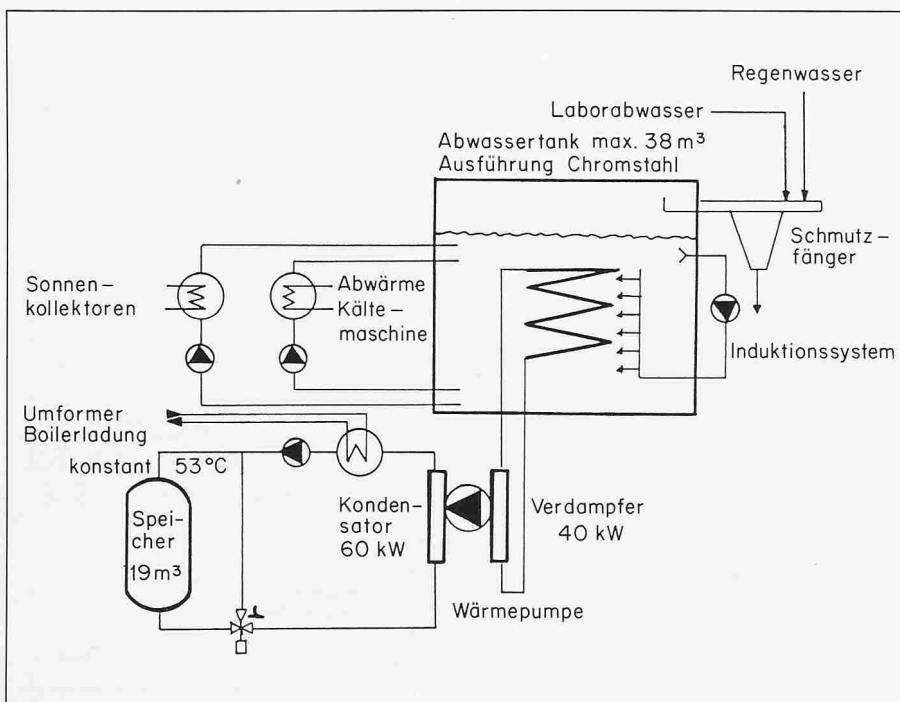 Regenwasser
Laborabwasser
Abwassertank max. 38 m³
Ausführung Chromstahl
Schmutz-
fänger
Sonnen-
kollektoren
Abwärme
Kälte-
maschine
Induktionssystem
Umformer
Boilerladung
konstant 53°C
Konden-
sator
60 kW
Verdampfer
40 kW
Spei-
cher
19 m³
Wärmepumpe